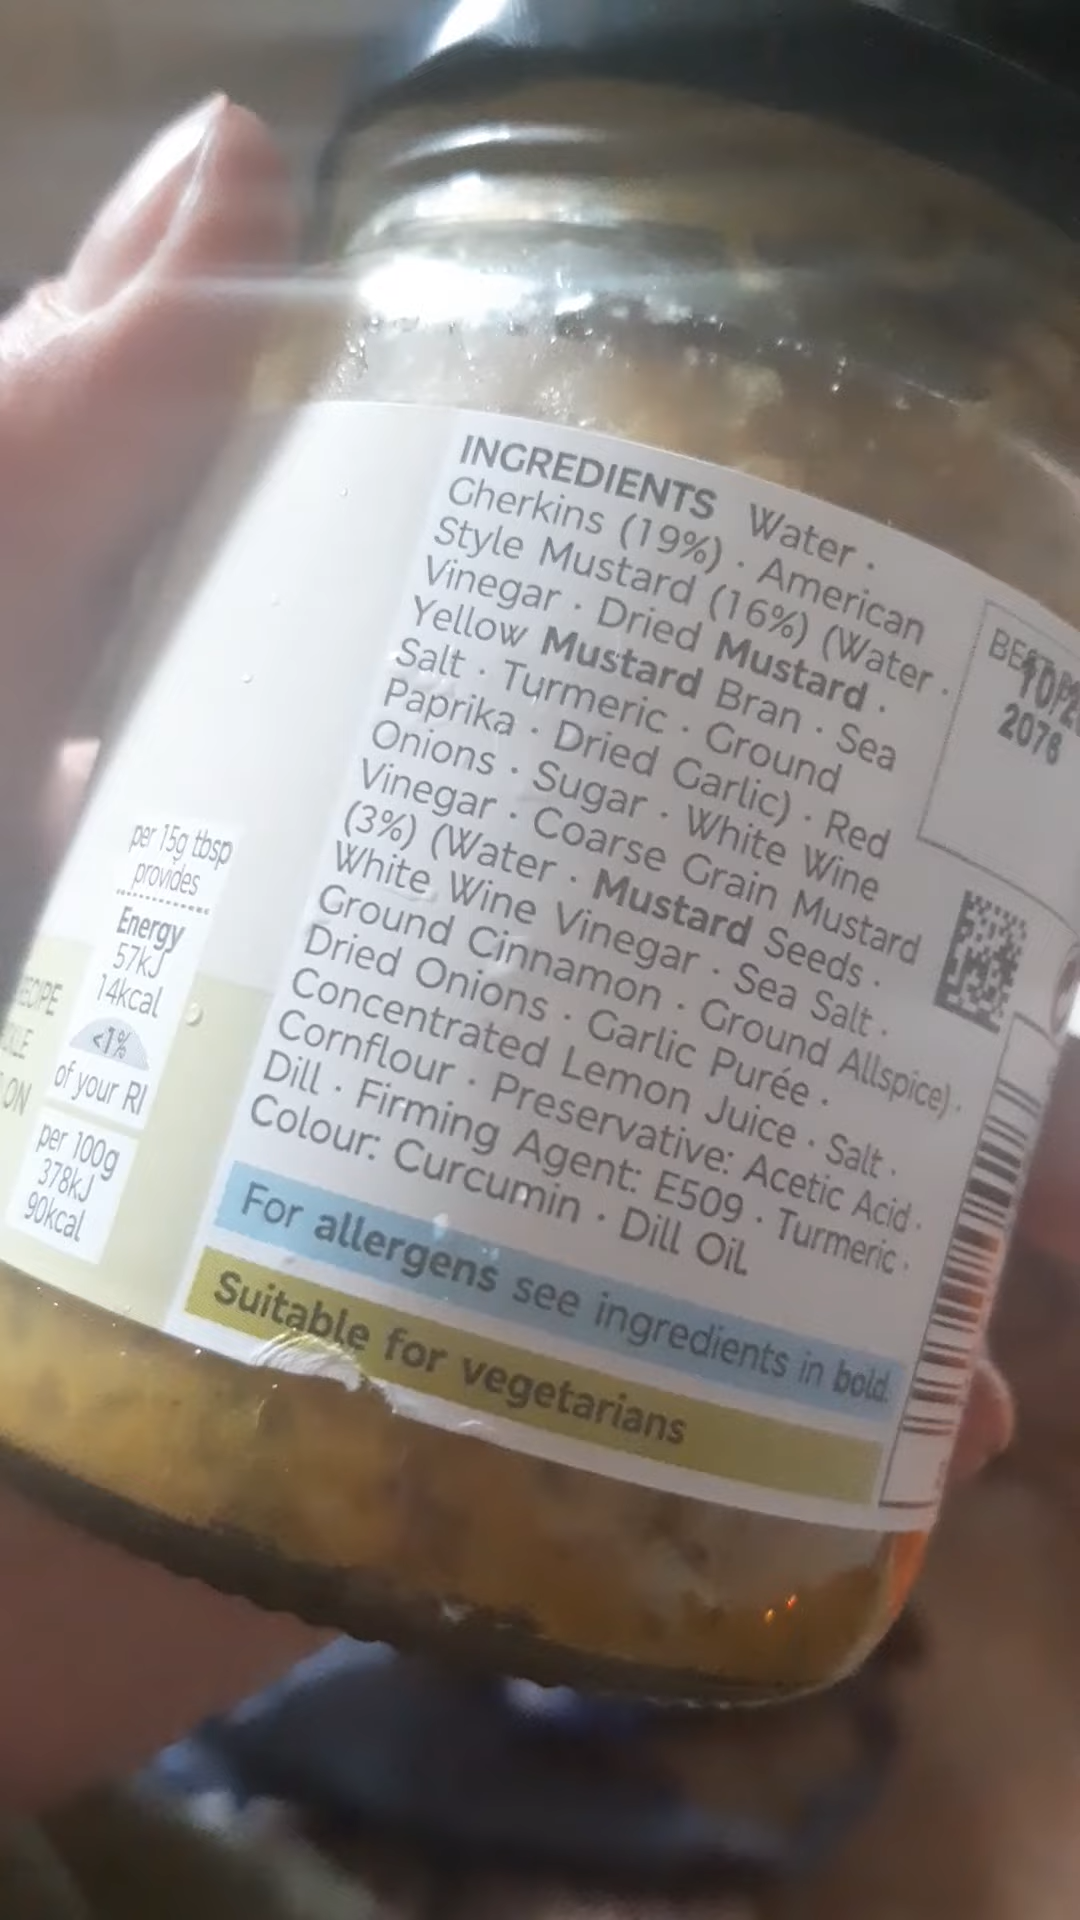 INGREDIENTS Water ·
Gherkins (19%) · American
Style Mustard (16%) (Water ·
Vinegar · Dried Mustard ·
Yellow Mustard Bran · Sea
Salt · Turmeric · Ground
Paprika · Dried Garlic) · Red
Onions · Sugar · White Wine
Vinegar · Coarse Grain Mustard
(3%) (Water · Mustard Seeds ·
White Wine Vinegar · Sea Salt ·
Ground Cinnamon · Ground Allspice) ·
Dried Onions · Garlic Purée ·
Concentrated Lemon Juice · Salt ·
Cornflour · Preservative: Acetic Acid ·
Dill · Firming Agent: E509 · Turmeric ·
Colour: Curcumin · Dill Oil
For allergens see ingredients in bold.
Suitable for vegetarians
per 15g tbsp
provides
Energy
57kJ
14kcal
<1%
of your RI
per 100g
378kJ
90kcal
ON
2076